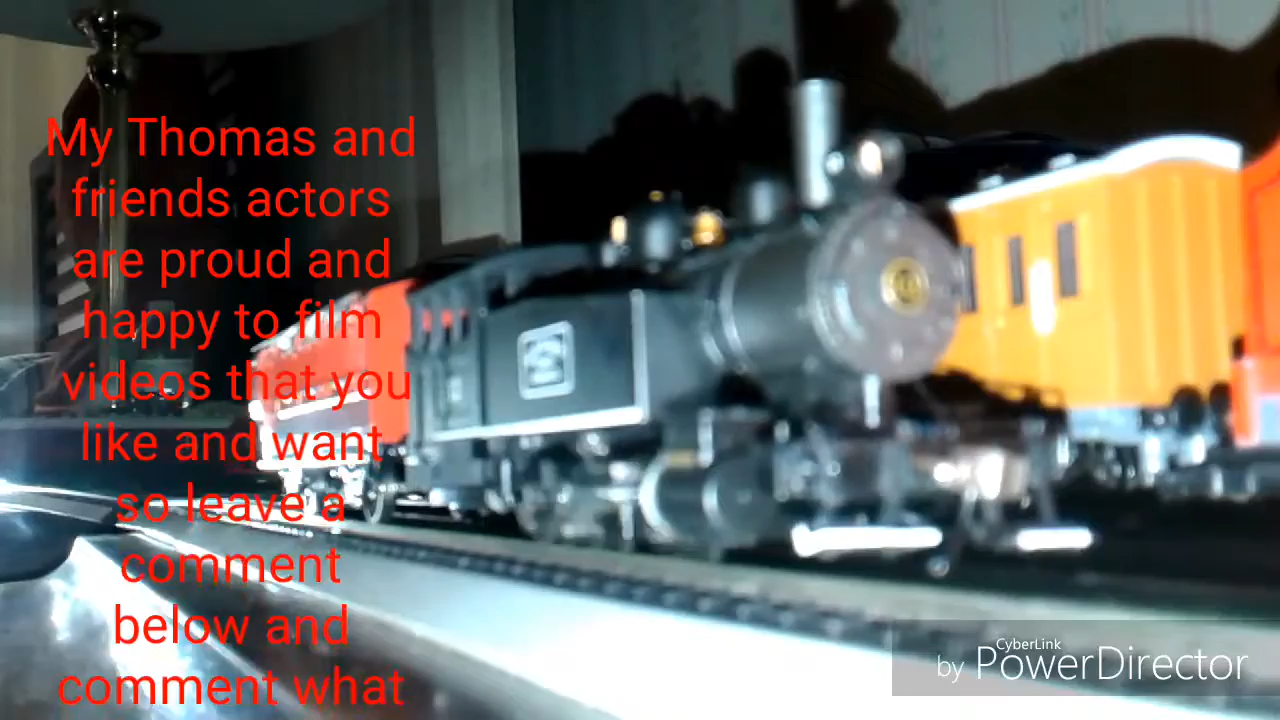 My Thomas and
friends actors
are proud and
happy to film
videos that you
like and want
so leave a
comment
below and
comment what
CyberLink
by PowerDirector